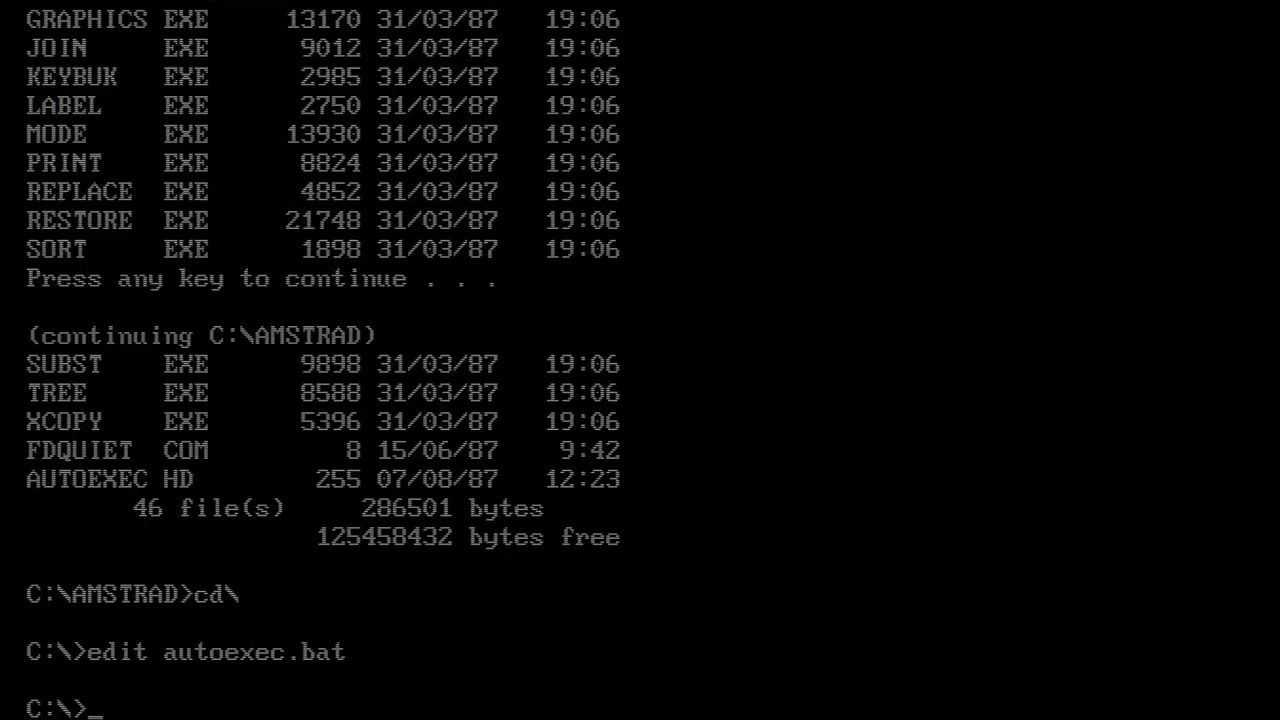 GRAPHICS EXE     13170 31/03/87   19:06
JOIN     EXE      9012 31/03/87   19:06
KEYBUK   EXE      2985 31/03/87   19:06
LABEL    EXE      2750 31/03/87   19:06
MODE     EXE     13930 31/03/87   19:06
PRINT    EXE      8824 31/03/87   19:06
REPLACE  EXE      4852 31/03/87   19:06
RESTORE  EXE     21748 31/03/87   19:06
SORT     EXE      1898 31/03/87   19:06
Press any key to continue . . .
(continuing C:\AMSTRAD)
SUBST    EXE      9898 31/03/87   19:06
TREE     EXE      8588 31/03/87   19:06
XCOPY    EXE      5396 31/03/87   19:06
FDQUIET  COM         8 15/06/87    9:42
AUTOEXEC HD        255 07/08/87   12:23
       46 file(s)     286501 bytes
                   125458432 bytes free
C:\AMSTRAD>cd\
C:\>edit autoexec.bat
C:\>_